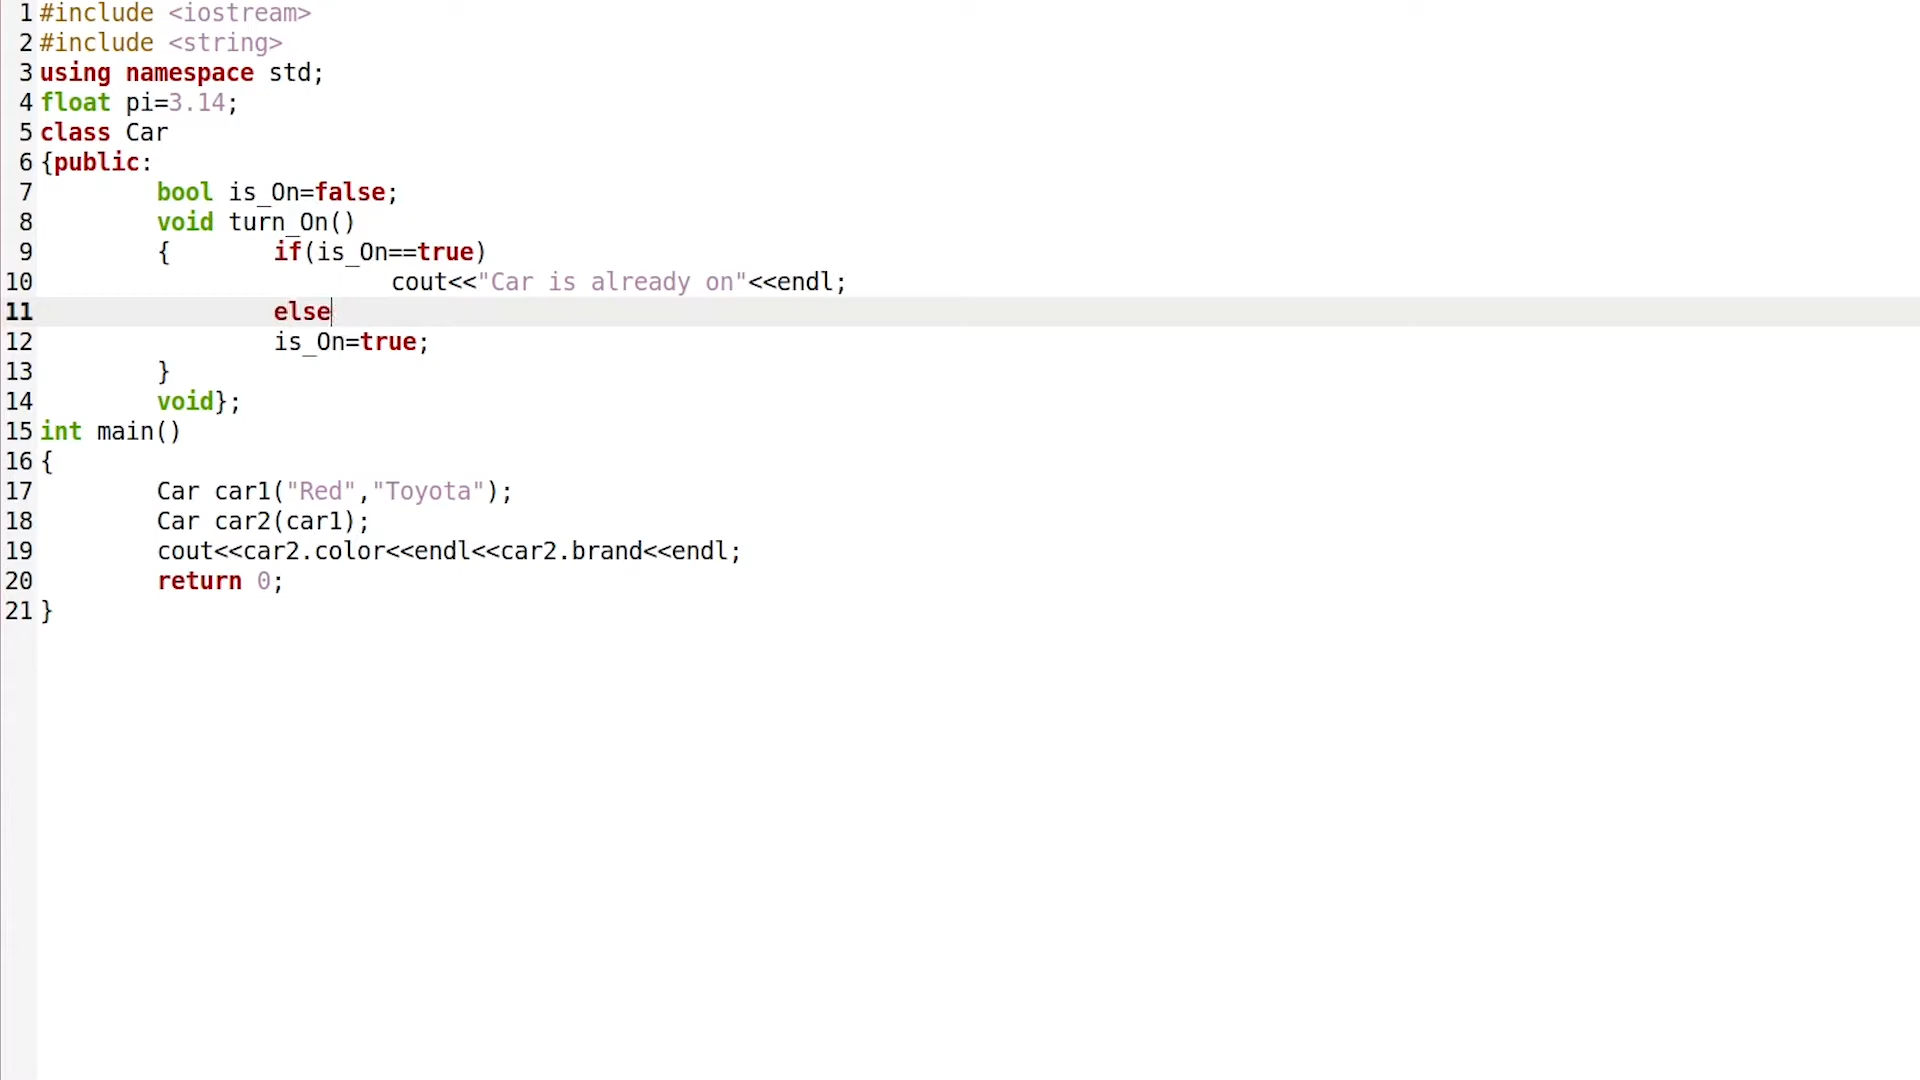 1 #include <iostream>
2 #include <string>
3 using namespace std;
4 float pi=3.14;
5 class Car
6 {public:
7 bool is_On=false;
8 void turn_On()
9 { if(is_On==true)
10 cout<<"Car is already on"<<endl;
11 else
12 is_On=true;
13 }
14 void};
15 int main()
16 {
17 Car car1("Red","Toyota");
18 Car car2(car1);
19 cout<<car2.color<<endl<<car2.brand<<endl;
20 return 0;
21 }